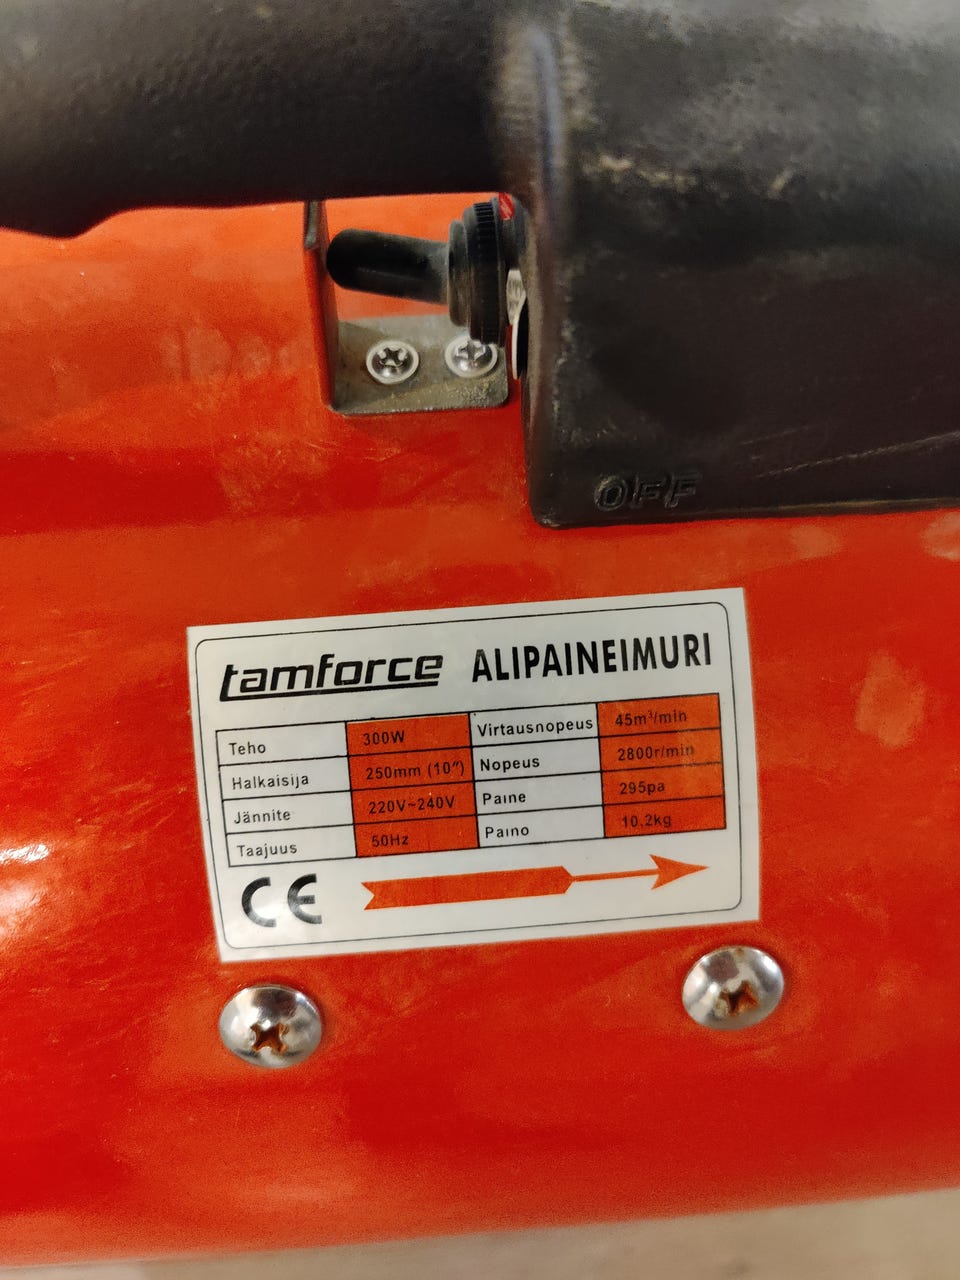 OFF
tamforce ALIPAINEIMURI
Teho 300W Virtausnopeus 45m³/min
Halkaisija 250mm (10") Nopeus 2800r/min
Jännite 220V~240V Paine 295pa
Taajuus 50Hz Paino 10,2kg
CE